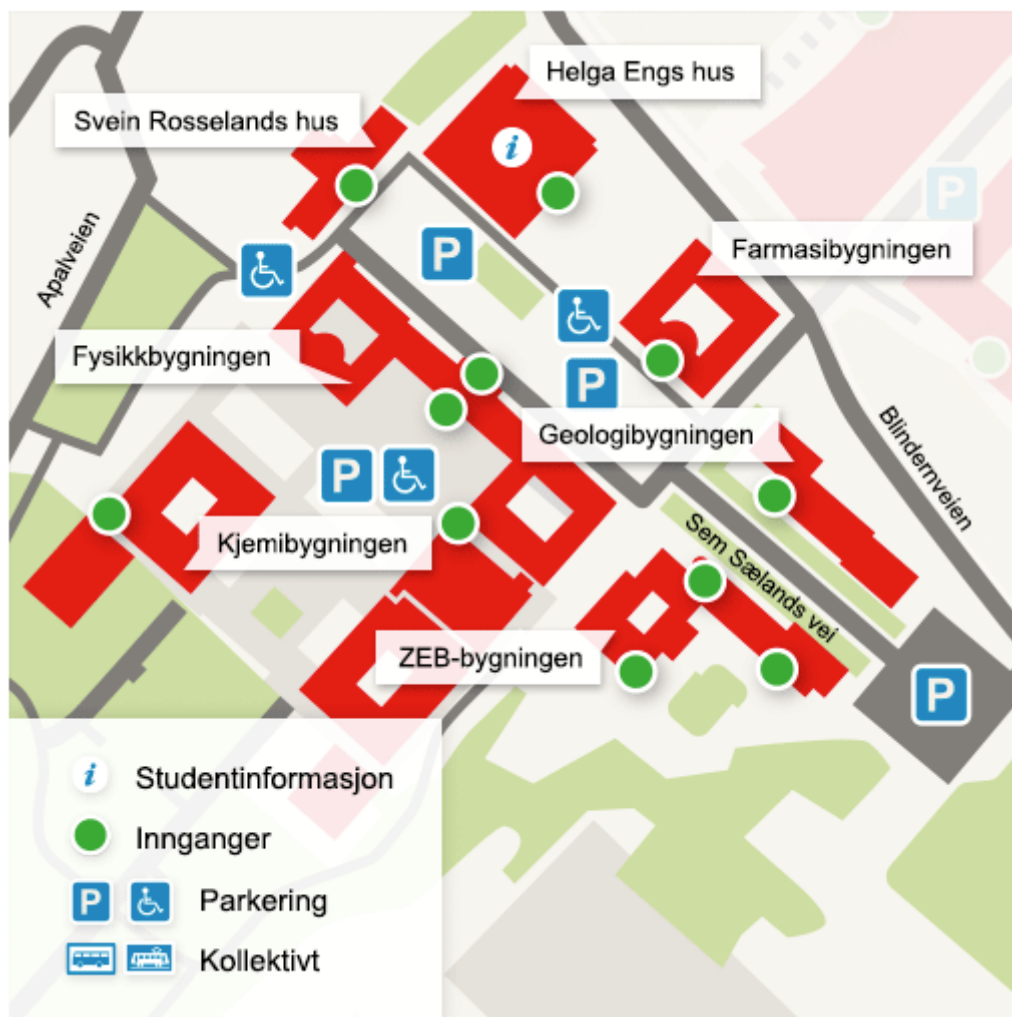 Helga Engs hus
Svein Rosselands hus
i
P
Farmasibygningen
P
Apalveien
Fysikkbygningen
P
Geologibygningen
Blindernveien
P
Kjemibygningen
Sem Sælands vei
ZEB-bygningen
P
i Studentinformasjon
Innganger
P Parkering
Kollektivt